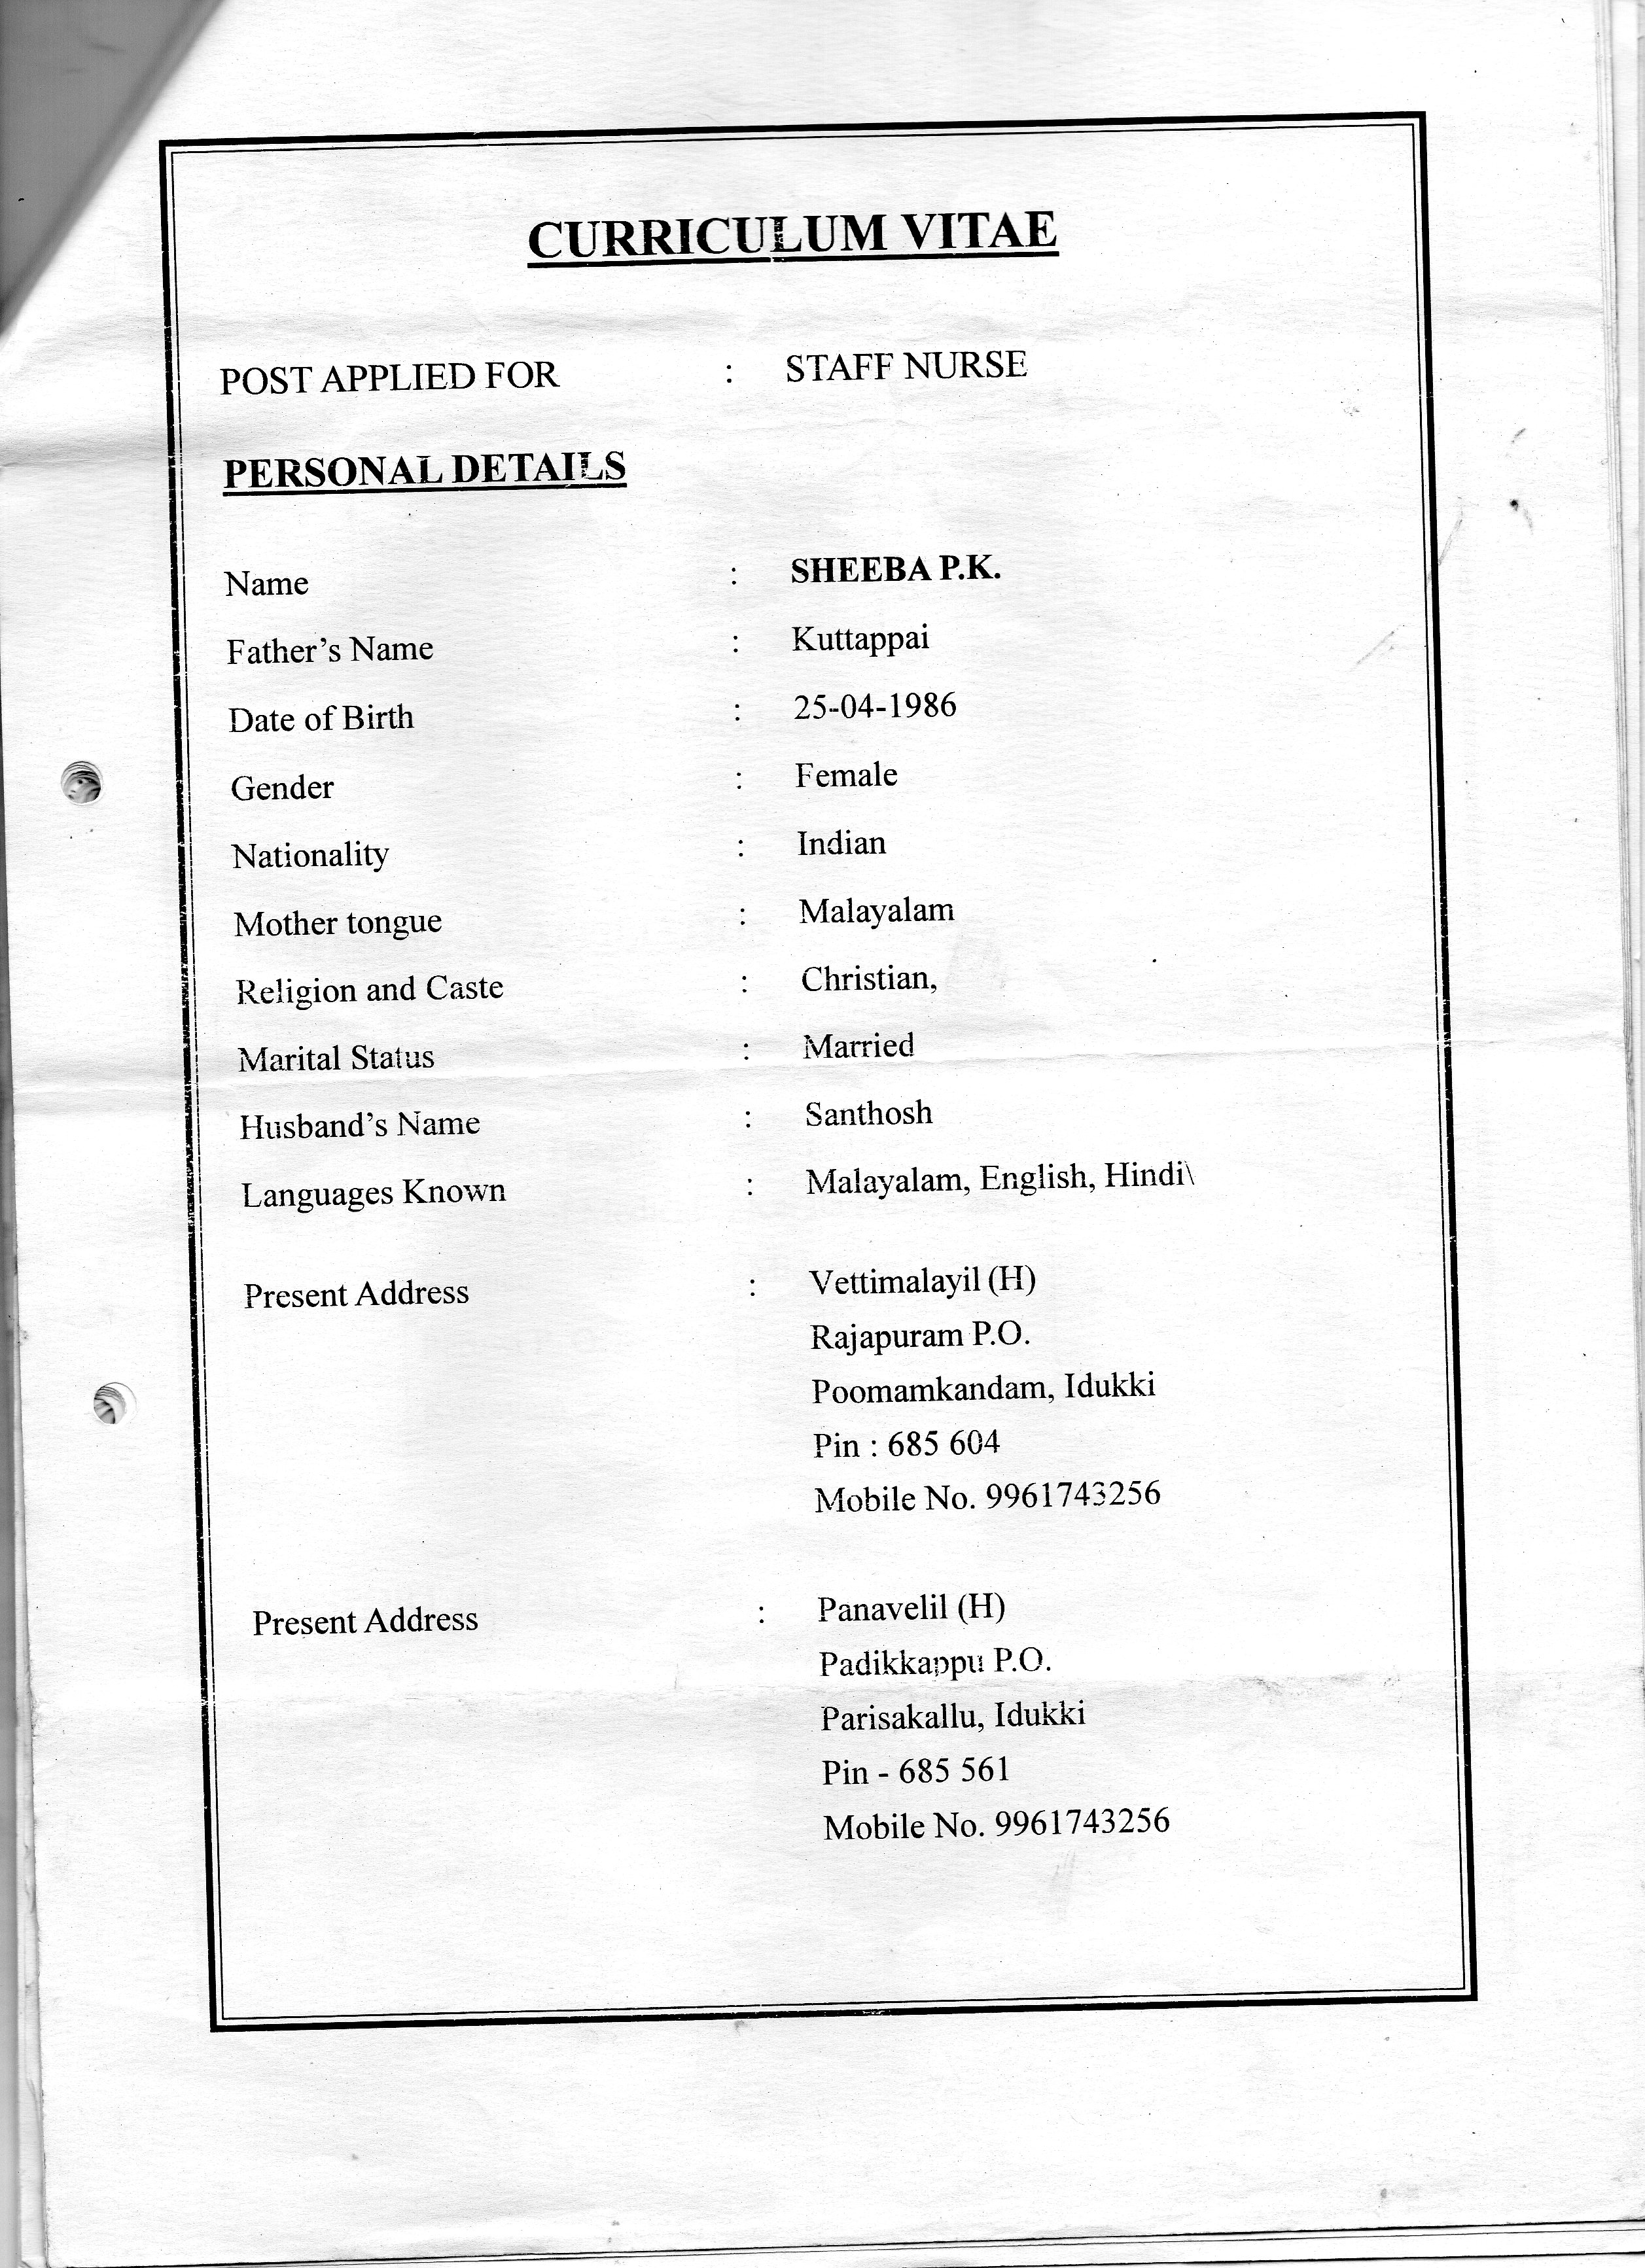 CURRICULUM VITAE
POST APPLIED FOR : STAFF NURSE
PERSONAL DETAILS
Name : SHEEBA P.K.
Father's Name : Kuttappai
Date of Birth : 25-04-1986
Gender : Female
Nationality : Indian
Mother tongue : Malayalam
Religion and Caste : Christian,
Marital Status : Married
Husband's Name : Santhosh
Languages Known : Malayalam, English, Hindi\
Present Address : Vettimalayil (H)
Rajapuram P.O.
Poomamkandam, Idukki
Pin : 685 604
Mobile No. 9961743256
Present Address : Panavelil (H)
Padikkappu P.O.
Parisakallu, Idukki
Pin - 685 561
Mobile No. 9961743256